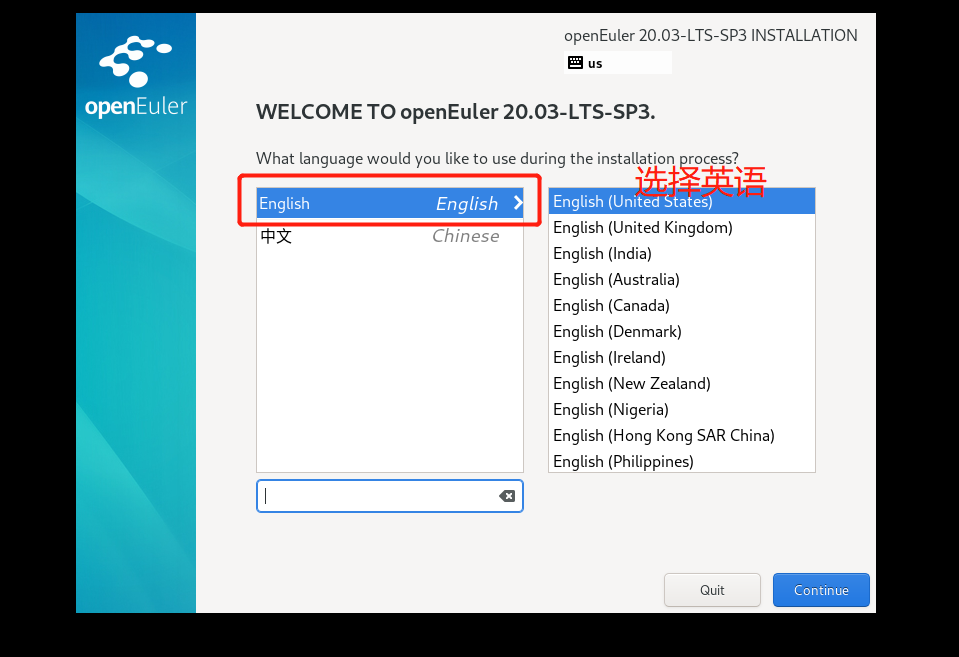 openEuler
openEuler 20.03-LTS-SP3 INSTALLATION
us
WELCOME TO openEuler 20.03-LTS-SP3.
What language would you like to use during the installation process?
选择英语
English English
中文 Chinese
English (United States)
English (United Kingdom)
English (India)
English (Australia)
English (Canada)
English (Denmark)
English (Ireland)
English (New Zealand)
English (Nigeria)
English (Hong Kong SAR China)
English (Philippines)
Quit Continue